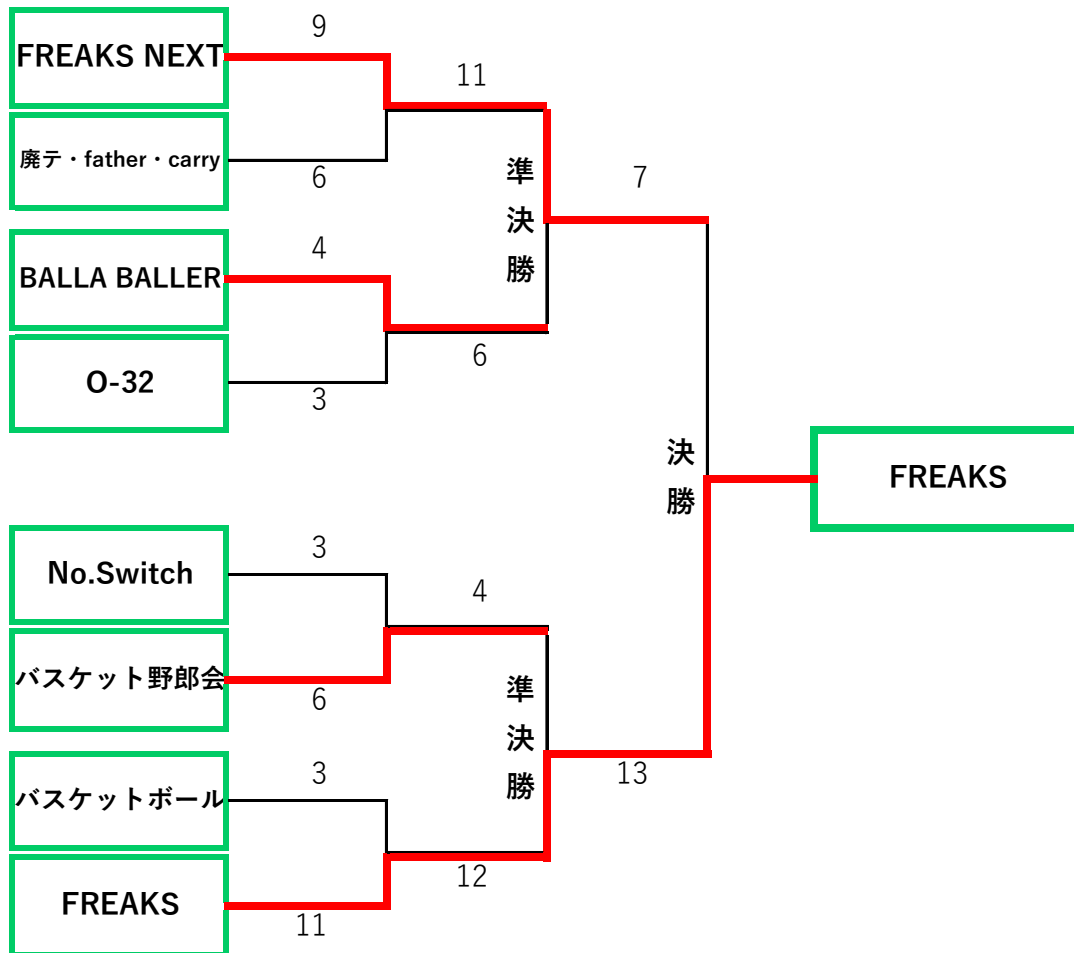 FREAKS NEXT
9
11
廃テ・father・carry
6
準決勝
7
BALLA BALLER
4
6
O-32
3
決勝
FREAKS
No.Switch
3
4
バスケット野郎会
6
準決勝
13
バスケットボール
3
12
FREAKS
11